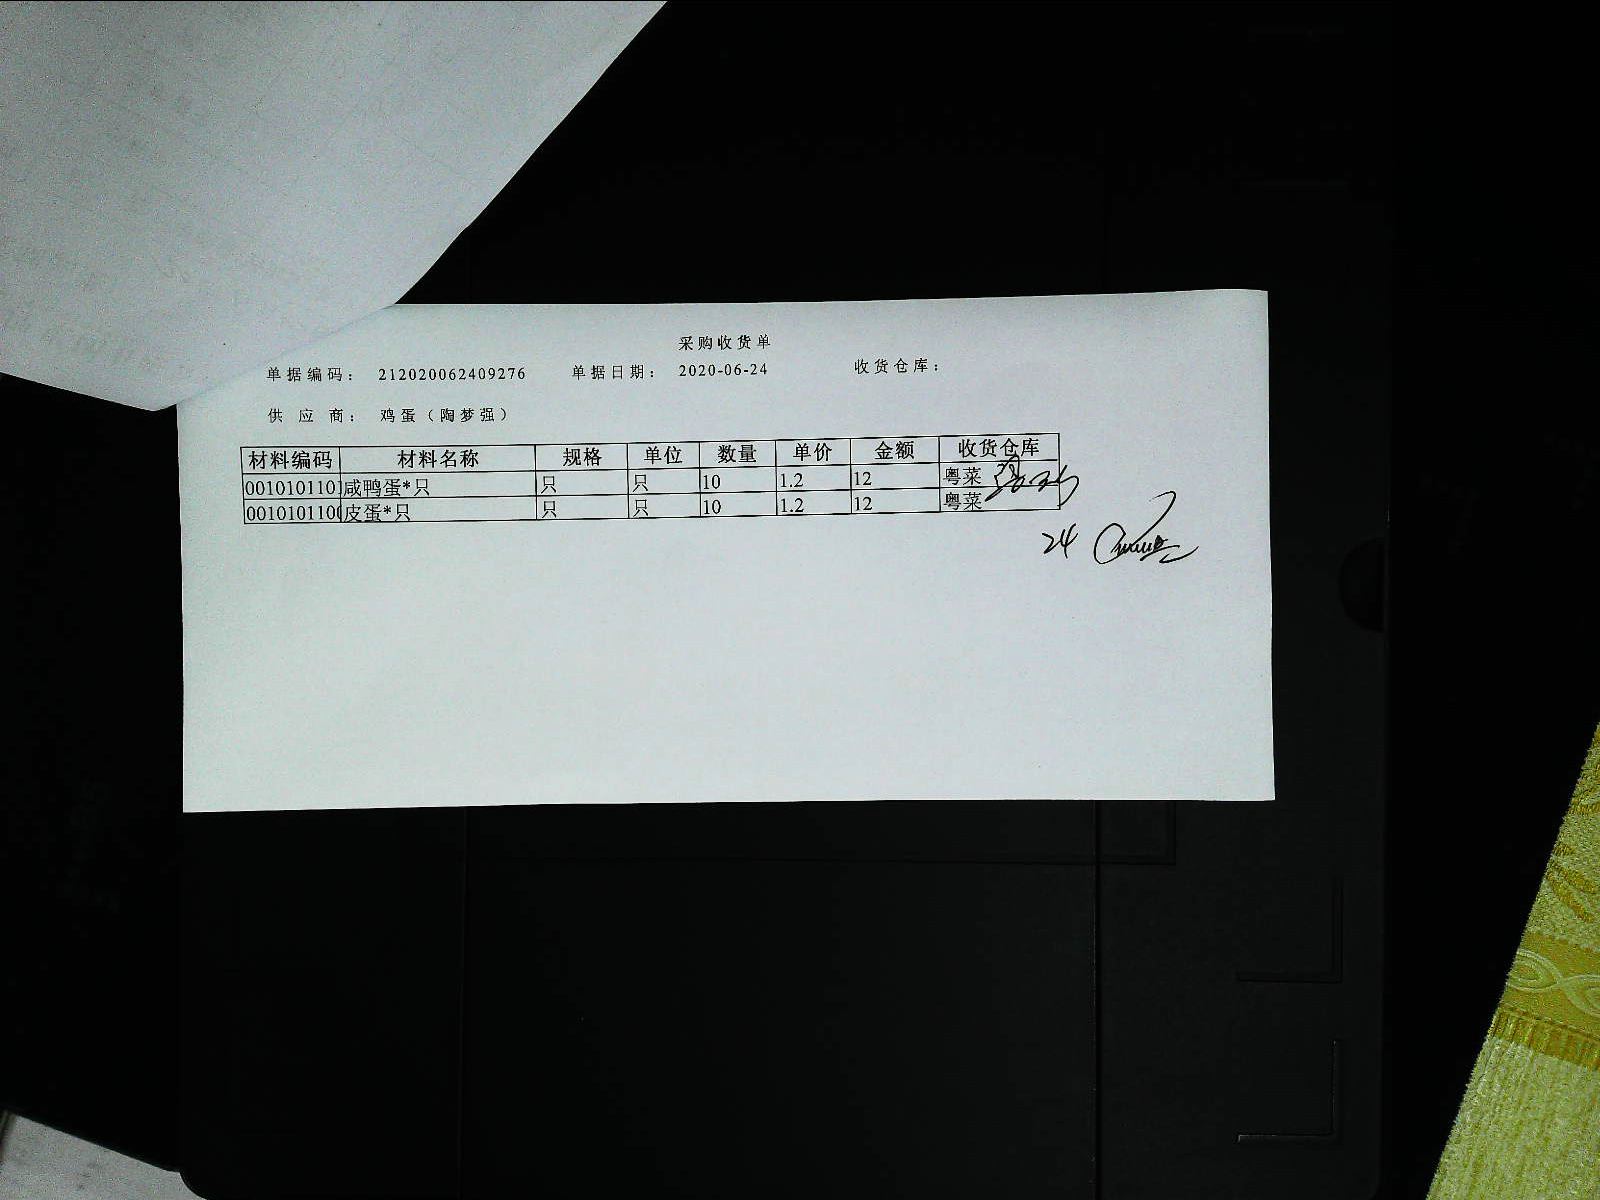 采购收货单
单据编码： 212020062409276 单据日期： 2020-06-24 收货仓库：
供 应 商： 鸡蛋（陶梦强）
材料编码 材料名称 规格 单位 数量 单价 金额 收货仓库
0010101101 咸鸭蛋*只 只 只 10 1.2 12 粤菜
0010101100 皮蛋*只 只 只 10 1.2 12 粤菜
24